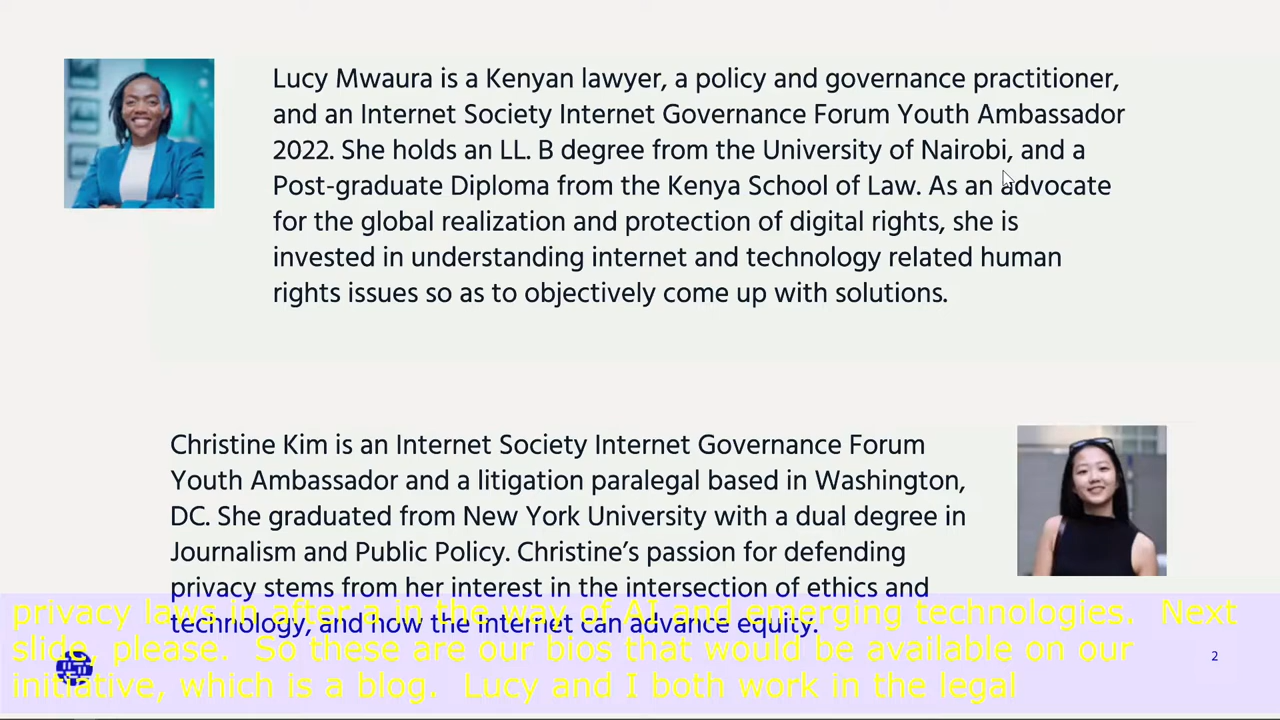 Lucy Mwaura is a Kenyan lawyer, a policy and governance practitioner,
and an Internet Society Internet Governance Forum Youth Ambassador
2022. She holds an LL. B degree from the University of Nairobi, and a
Post-graduate Diploma from the Kenya School of Law. As an advocate
for the global realization and protection of digital rights, she is
invested in understanding internet and technology related human
rights issues so as to objectively come up with solutions.
Christine Kim is an Internet Society Internet Governance Forum
Youth Ambassador and a litigation paralegal based in Washington,
DC. She graduated from New York University with a dual degree in
Journalism and Public Policy. Christine's passion for defending
privacy stems from her interest in the intersection of ethics and
technology, and how the internet can advance equity.
privacy laws in after a in the way of AI and emerging technologies. Next
slide, please. So these are our bios that would be available on our
initiative, which is a blog. Lucy and I both work in the legal
2